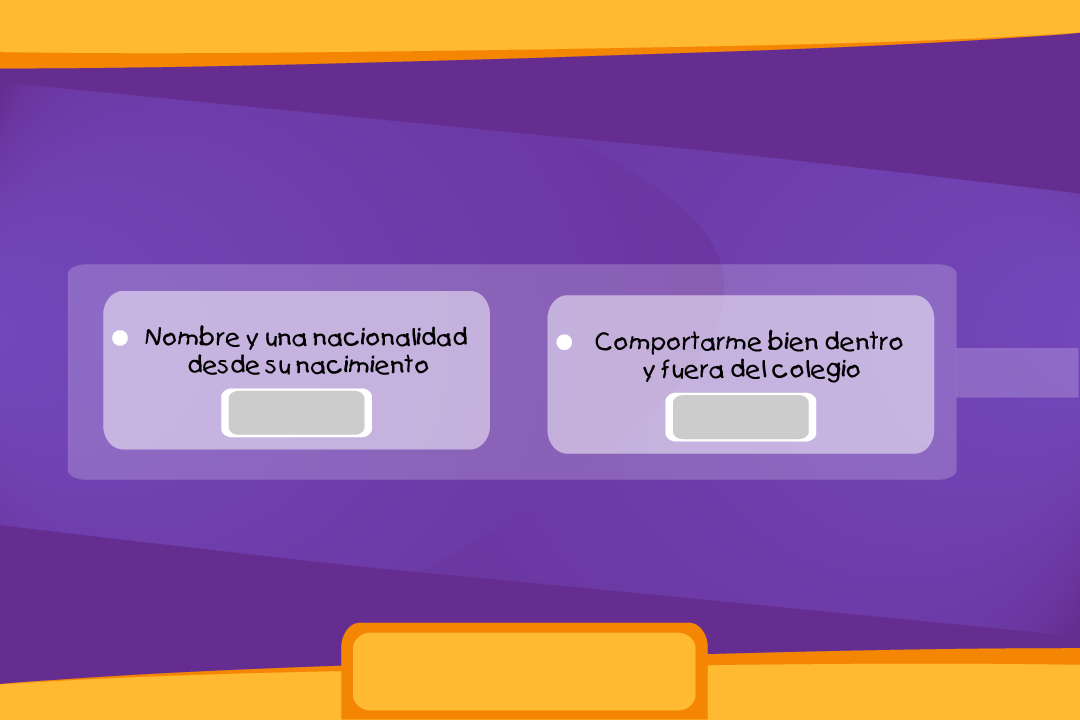 Nombre y una nacionalidad
desde su nacimiento
Comportarme bien dentro
y fuera del colegio